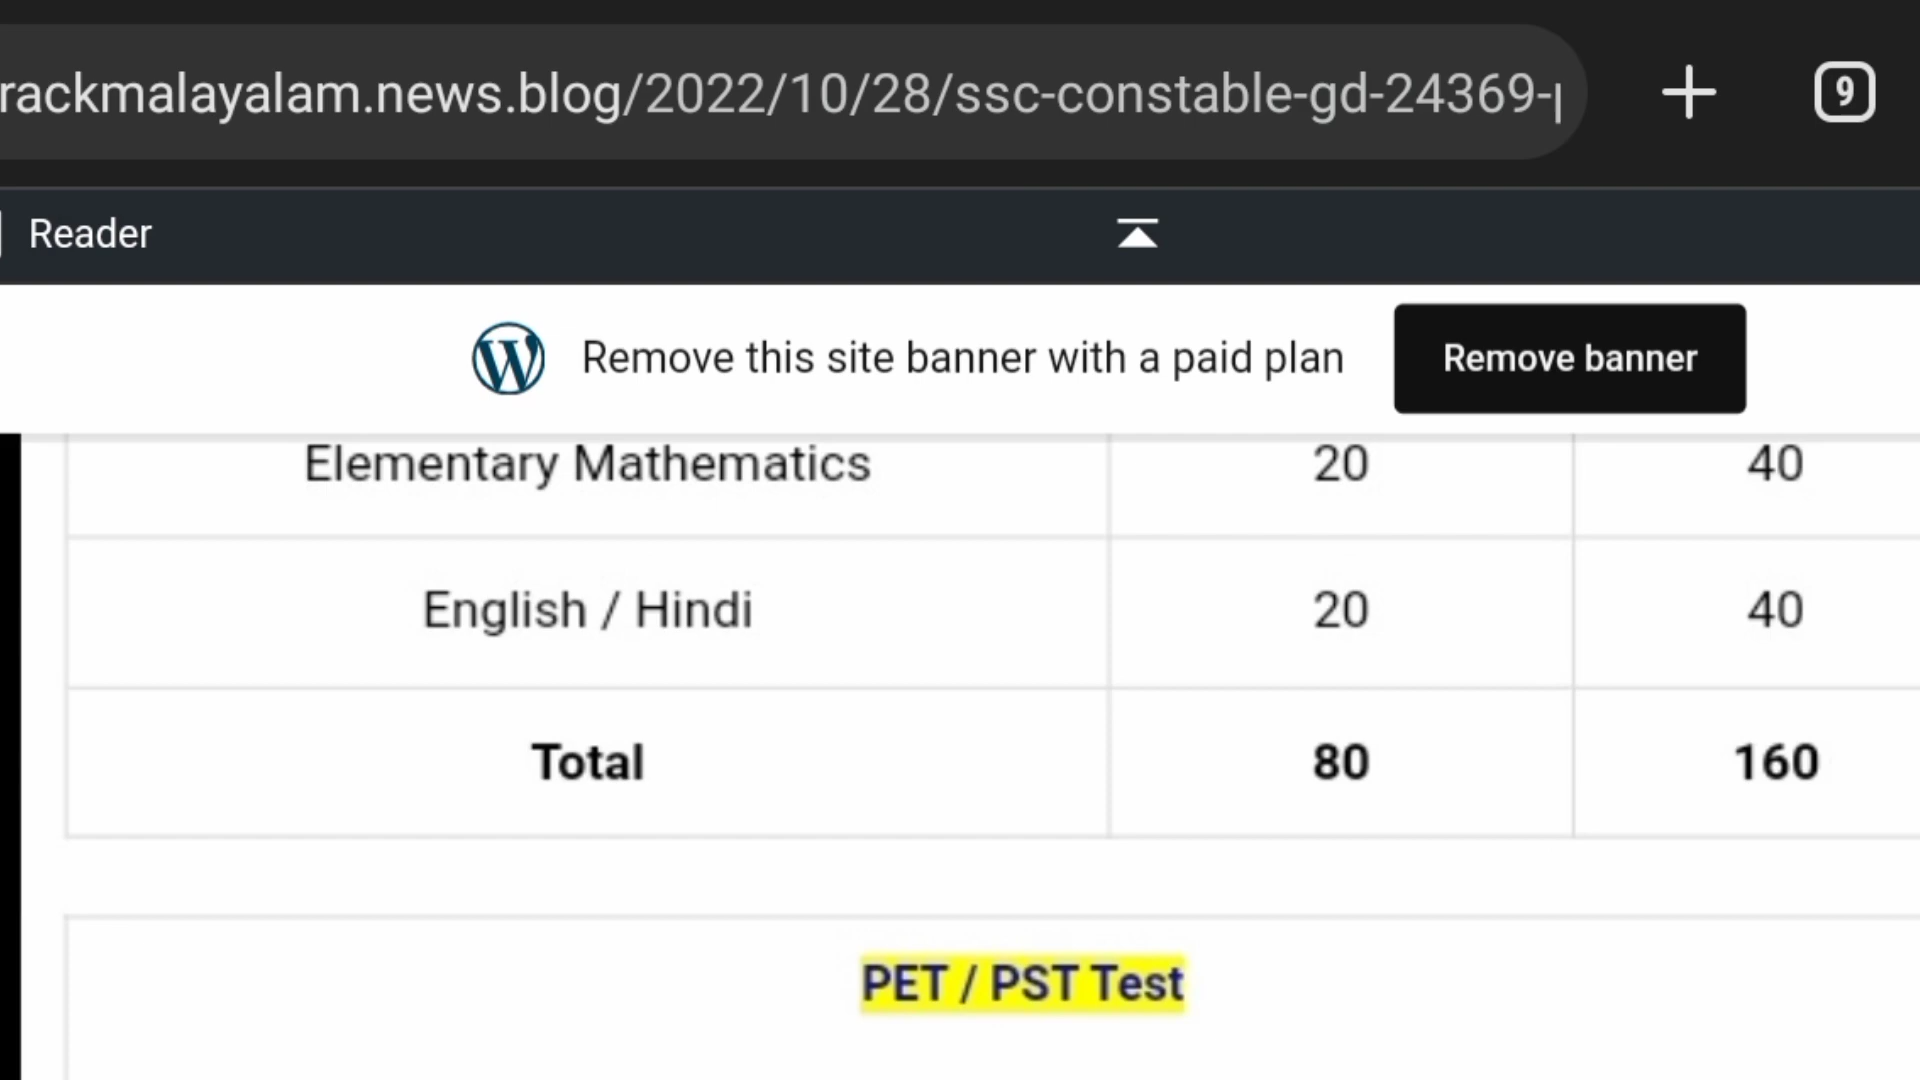 rackmalayalam.news.blog/2022/10/28/ssc-constable-gd-24369-p
9
Reader
Remove this site banner with a paid plan
Remove banner
Elementary Mathematics 20 40
English / Hindi 20 40
Total 80 160
PET / PST Test